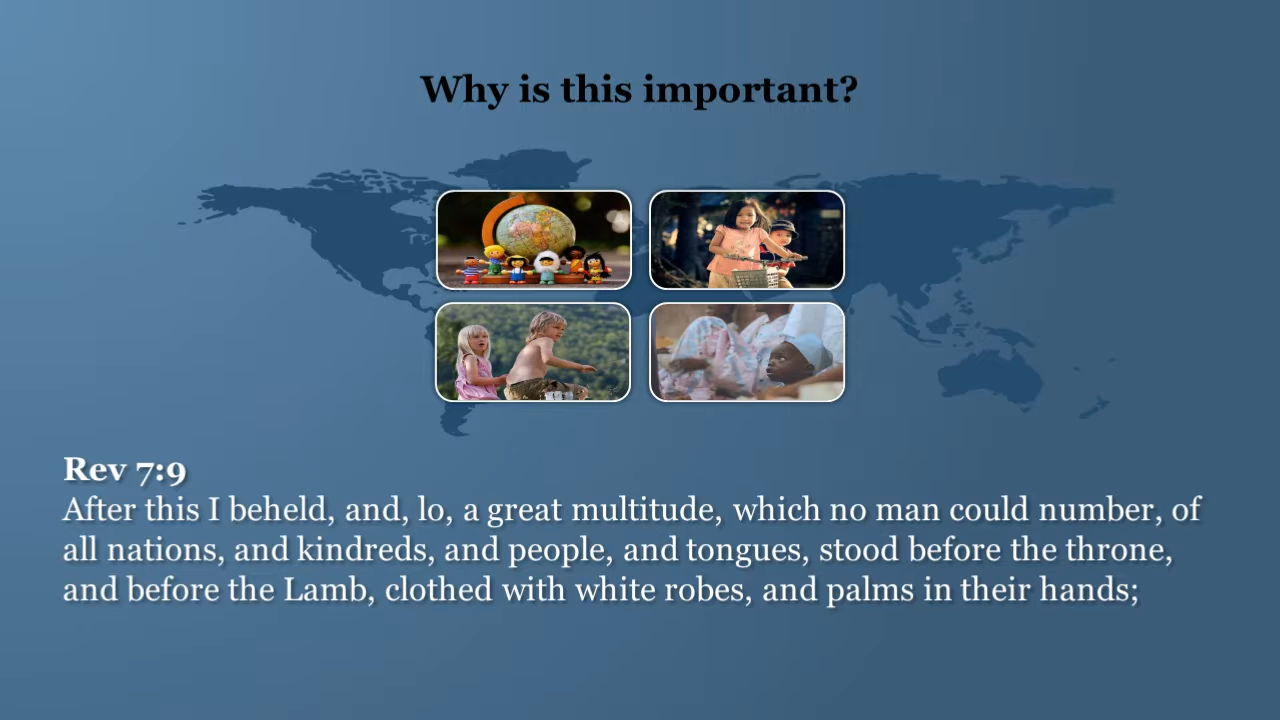 Why is this important?
Rev 7:9
After this I beheld, and, lo, a great multitude, which no man could number, of
all nations, and kindreds, and people, and tongues, stood before the throne,
and before the Lamb, clothed with white robes, and palms in their hands;